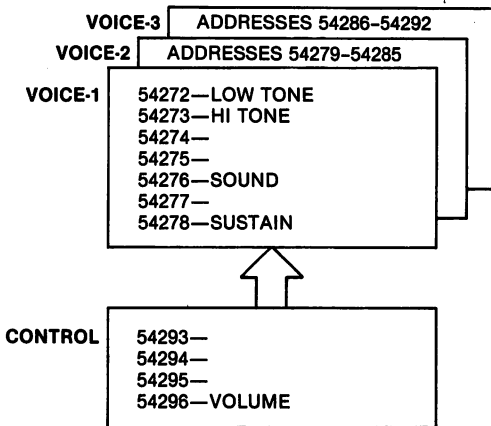 VOICE-3 ADDRESSES 54286–54292
VOICE-2 ADDRESSES 54279–54285
VOICE-1 54272—LOW TONE
54273—HI TONE
54274—
54275—
54276—SOUND
54277—
54278—SUSTAIN
CONTROL 54293—
54294—
54295—
54296—VOLUME